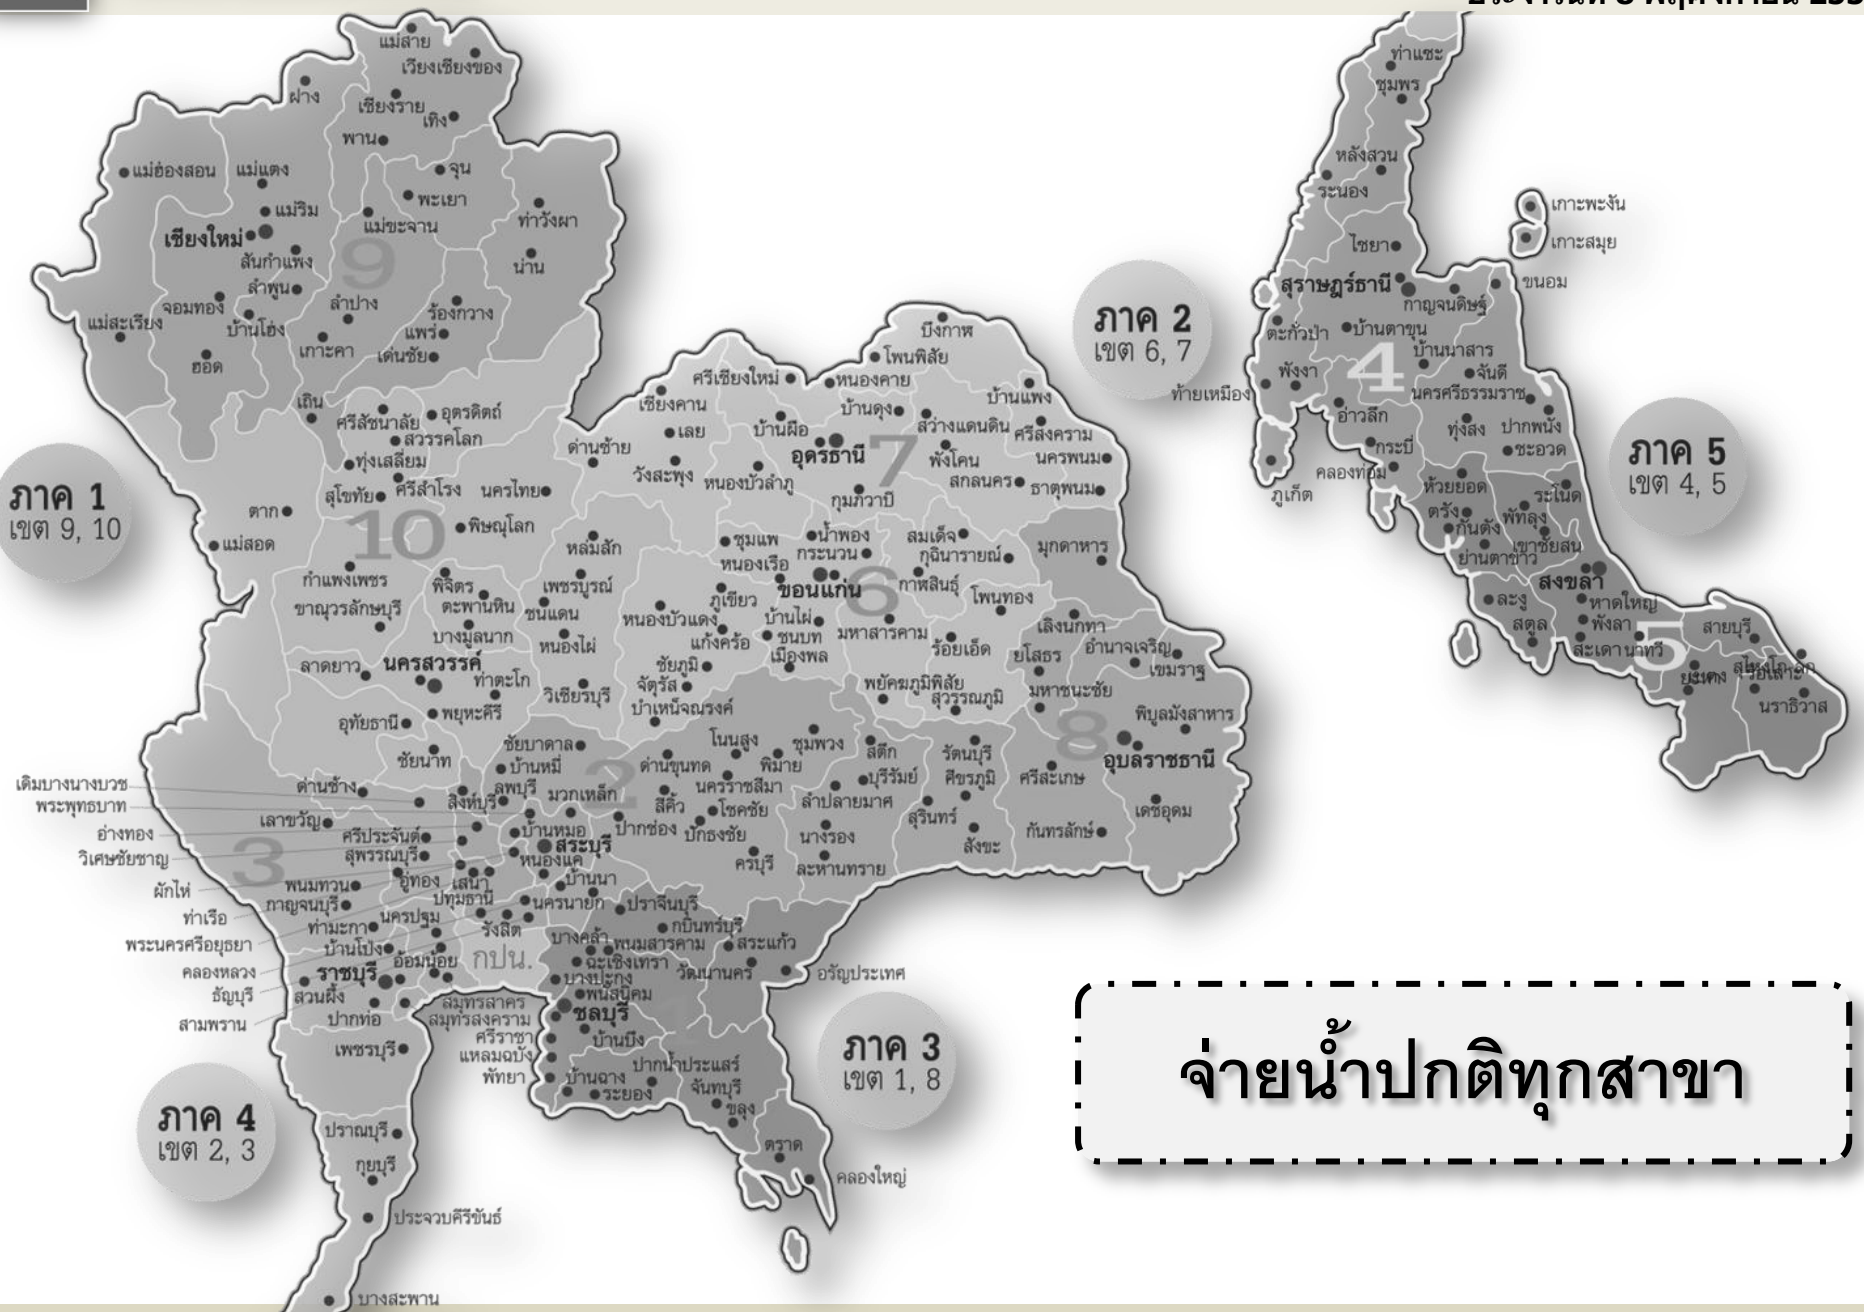 แม่สาย
เวียงเชียงของ
ฝาง
เชียงราย
เทิง
พาน
แม่ฮ่องสอน
แม่แตง
จุน
พะเยา
แม่ริม
แม่ขะจาน
ท่าวังผา
เชียงใหม่
สันกำแพง
9
น่าน
ลำพูน
จอมทอง
ลำปาง
ร้องกวาง
แม่สะเรียง
บ้านโฮ่ง
แพร่
เกาะคา
เด่นชัย
ฮอด
เถิน
ศรีสัชนาลัย
อุตรดิตถ์
สวรรคโลก
ทุ่งเสลี่ยม
สุโขทัย
ศรีสำโรง
นครไทย
ตาก
10
พิษณุโลก
แม่สอด
กำแพงเพชร
พิจิตร
ขาณุวรลักษบุรี
ตะพานหิน
บางมูลนาก
หล่มสัก
เพชรบูรณ์
ชนแดน
หนองไผ่
ลาดยาว
นครสวรรค์
ท่าตะโก
วิเชียรบุรี
อุทัยธานี
พยุหะคีรี
ชัยนาท
ภาค 1
เขต 9, 10
บึงกาฬ
โพนพิสัย
ศรีเชียงใหม่
หนองคาย
เชียงคาน
บ้านดุง
บ้านแพง
เลย
บ้านผือ
สว่างแดนดิน
ศรีสงคราม
ด่านซ้าย
อุดรธานี
7
พังโคน
นครพนม
วังสะพุง
หนองบัวลำภู
สกลนคร
ธาตุพนม
กุมภวาปี
ชุมแพ
น้ำพอง
สมเด็จ
กระนวน
กุฉินารายณ์
มุกดาหาร
หนองเรือ
ขอนแก่น
6
กาฬสินธุ์
ภูเขียว
โพนทอง
หนองบัวแดง
บ้านไผ่
แก้งคร้อ
ชนบท
มหาสารคาม
เลิงนกทา
ชัยภูมิ
เมืองพล
ร้อยเอ็ด
ยโสธร
อำนาจเจริญ
เขมราฐ
จัตุรัส
พยัคฆภูมิพิสัย
บำเหน็จณรงค์
สุวรรณภูมิ
มหาชนะชัย
ภาค 2
เขต 6, 7
8
พิบูลมังสาหาร
อุบลราชธานี
ชัยบาดาล
โนนสูง
ชุมพวง
สตึก
รัตนบุรี
บ้านหมี่
ด่านขุนทด
พิมาย
บุรีรัมย์
ศีขรภูมิ
ศรีสะเกษ
ลพบุรี
มวกเหล็ก
2
นครราชสีมา
สีคิ้ว
โชคชัย
ลำปลายมาศ
เดชอุดม
ปากช่อง
ปักธงชัย
นางรอง
สุรินทร์
กันทรลักษ์
สังขะ
ครบุรี
ละหานทราย
เดิมบางนางบวช
พระพุทธบาท
อ่างทอง
วิเศษชัยชาญ
ผักไห่
ท่าเรือ
พระนครศรีอยุธยา
คลองหลวง
ธัญบุรี
สามพราน
ด่านช้าง
สิงห์บุรี
เลาขวัญ
ศรีประจันต์
สุพรรณบุรี
บ้านหมอ
สระบุรี
หนองแค
3
พนมทวน
อู่ทอง
เสนา
บ้านนา
กาญจนบุรี
ปทุมธานี
นครนายก
ปราจีนบุรี
ท่ามะกา
นครปฐม
รังสิต
กบินทร์บุรี
บ้านโป่ง
อ้อมน้อย
กปน.
บางคล้า
พนมสารคาม
สระแก้ว
ราชบุรี
ฉะเชิงเทรา
วัฒนานคร
อรัญประเทศ
สวนผึ้ง
บางปะกง
พนัสนิคม
สมุทรสาคร
สมุทรสงคราม
ปากท่อ
ชลบุรี
1
ศรีราชา
บ้านบึง
แหลมฉบัง
เพชรบุรี
พัทยา
ปากน้ำประแสร์
บ้านฉาง
ระยอง
จันทบุรี
ขลุง
ตราด
คลองใหญ่
ภาค 3
เขต 1, 8
ภาค 4
เขต 2, 3
ปราณบุรี
กุยบุรี
ประจวบคีรีขันธ์
บางสะพาน
ท่าแซะ
ชุมพร
หลังสวน
ระนอง
เกาะพะงัน
เกาะสมุย
ไชยา
สุราษฎร์ธานี
กาญจนดิษฐ์
ขนอม
ตะกั่วป่า
บ้านตาขุน
บ้านนาสาร
4
จันดี
พังงา
ท้ายเหมือง
นครศรีธรรมราช
อ่าวลึก
ทุ่งสง
ปากพนัง
กระบี่
ชะอวด
คลองท่อม
ภูเก็ต
ห้วยยอด
ระโนด
ตรัง
กันตัง
พัทลุง
ย่านตาขาว
เขาชัยสน
สงขลา
ละงู
หาดใหญ่
พังลา
สตูล
สะเดา
นาทวี
5
สายบุรี
สุไหงโก-ลก
นราธิวาส
ภาค 5
เขต 4, 5
จ่ายน้ำปกติทุกสาขา